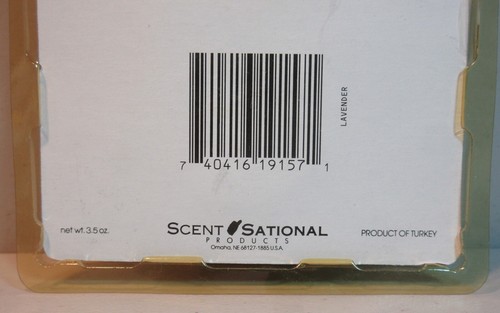 LAVENDER
7 40416 19157 1
net wt. 3.5 oz.
SCENT SATIONAL
PRODUCTS
Omaha, NE 68127-1885 U.S.A.
PRODUCT OF TURKEY